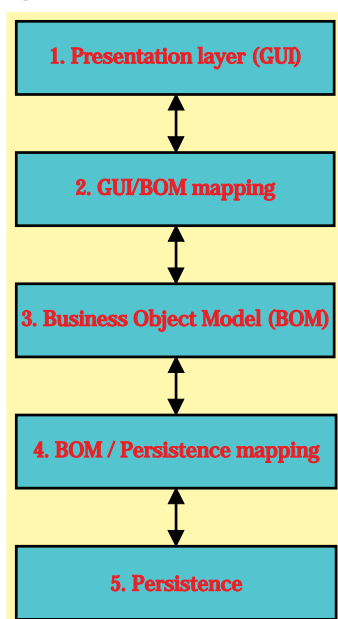 1. Presentation layer (GUI)
2. GUI/BOM mapping
3. Business Object Model (BOM)
4. BOM / Persistence mapping
5. Persistence